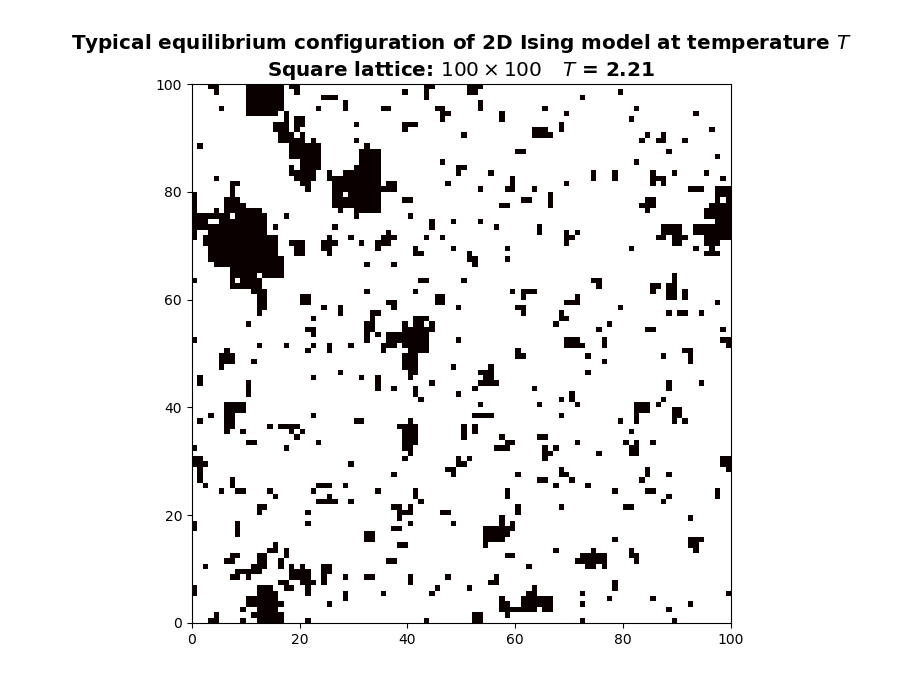 Typical equilibrium configuration of 2D Ising model at temperature T
Square lattice: 100 × 100 T = 2.21
100
80
60
40
20
0
0 20 40 60 80 100